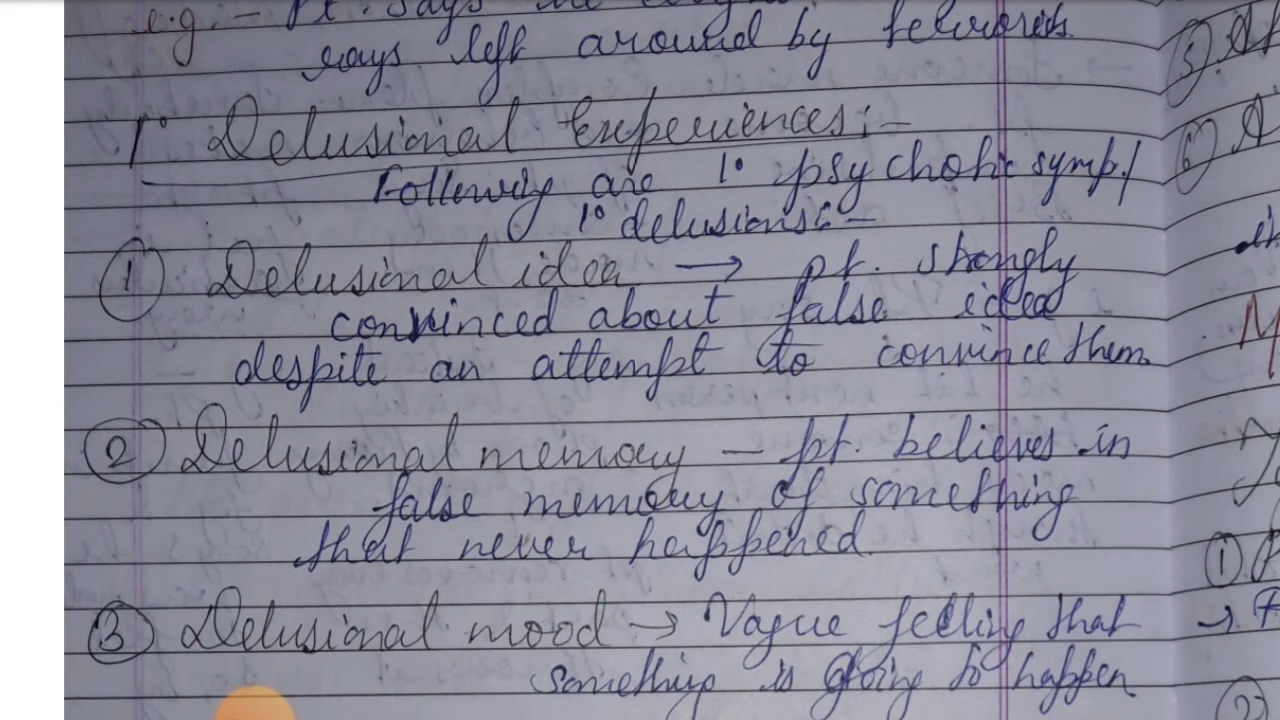 e.g. - Pt. says
rays left around by
1° Delusional Experiences :-
Following are 1° psychotic symp./
1° delusions :-
① Delusional idea → pt. strongly
convinced about false idea
despite an attempt to convince them.
② Delusional memory - pt. believes in
false memory of something
that never happened.
③ Delusional mood → Vague feeling that
something is going to happen